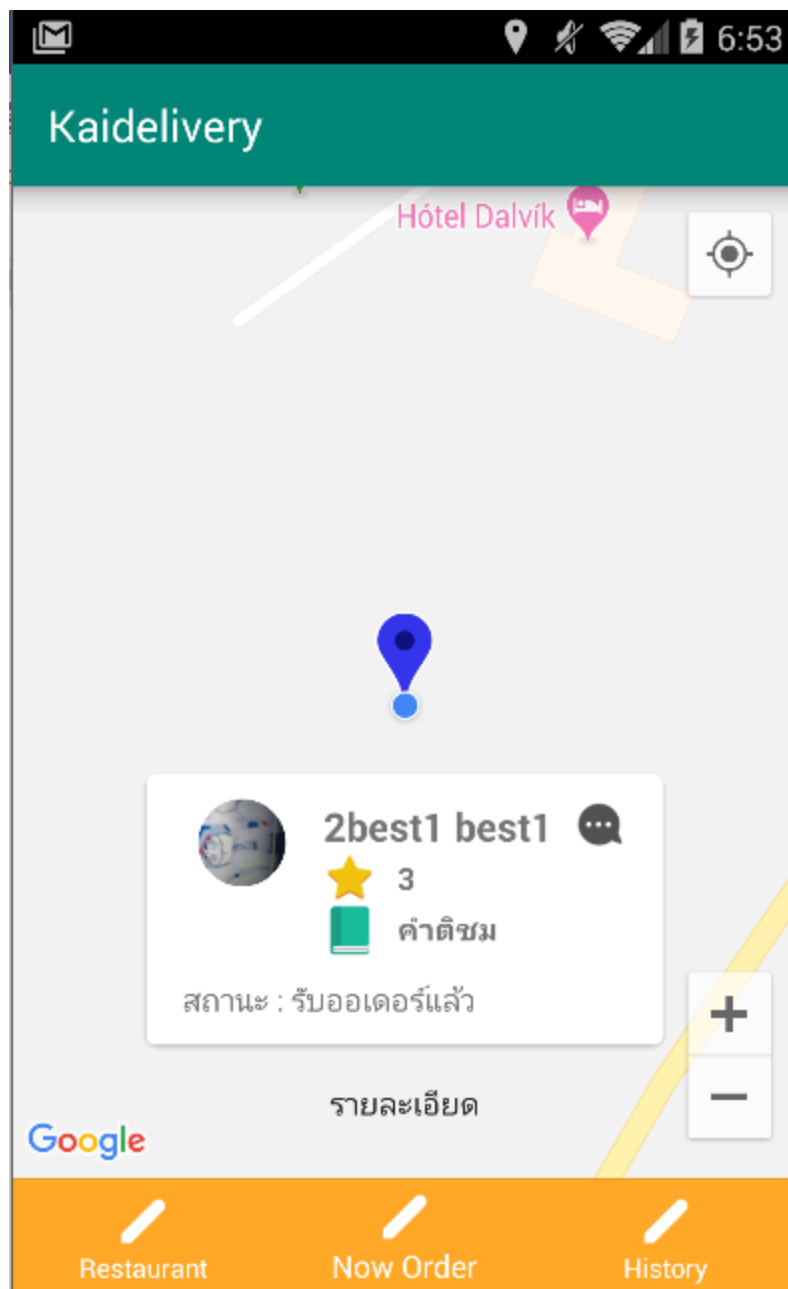 6:53
Kaidelivery
Hótel Dalvík
2best1 best1
3
คำติชม
สถานะ : รับออเดอร์แล้ว
รายละเอียด
Google
Restaurant
Now Order
History